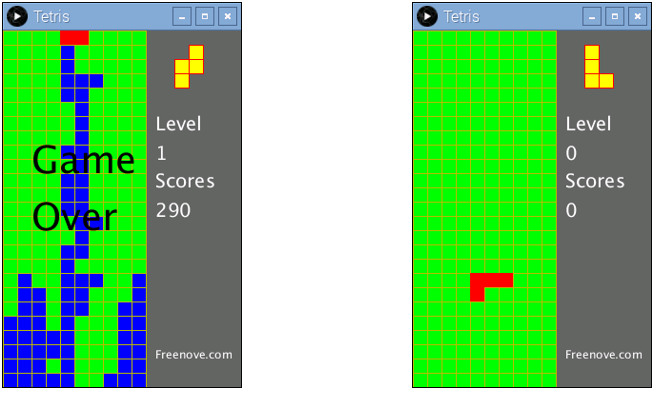 Tetris
Level
1
Scores
290
Game
Over
Freenove.com
Tetris
Level
0
Scores
0
Freenove.com